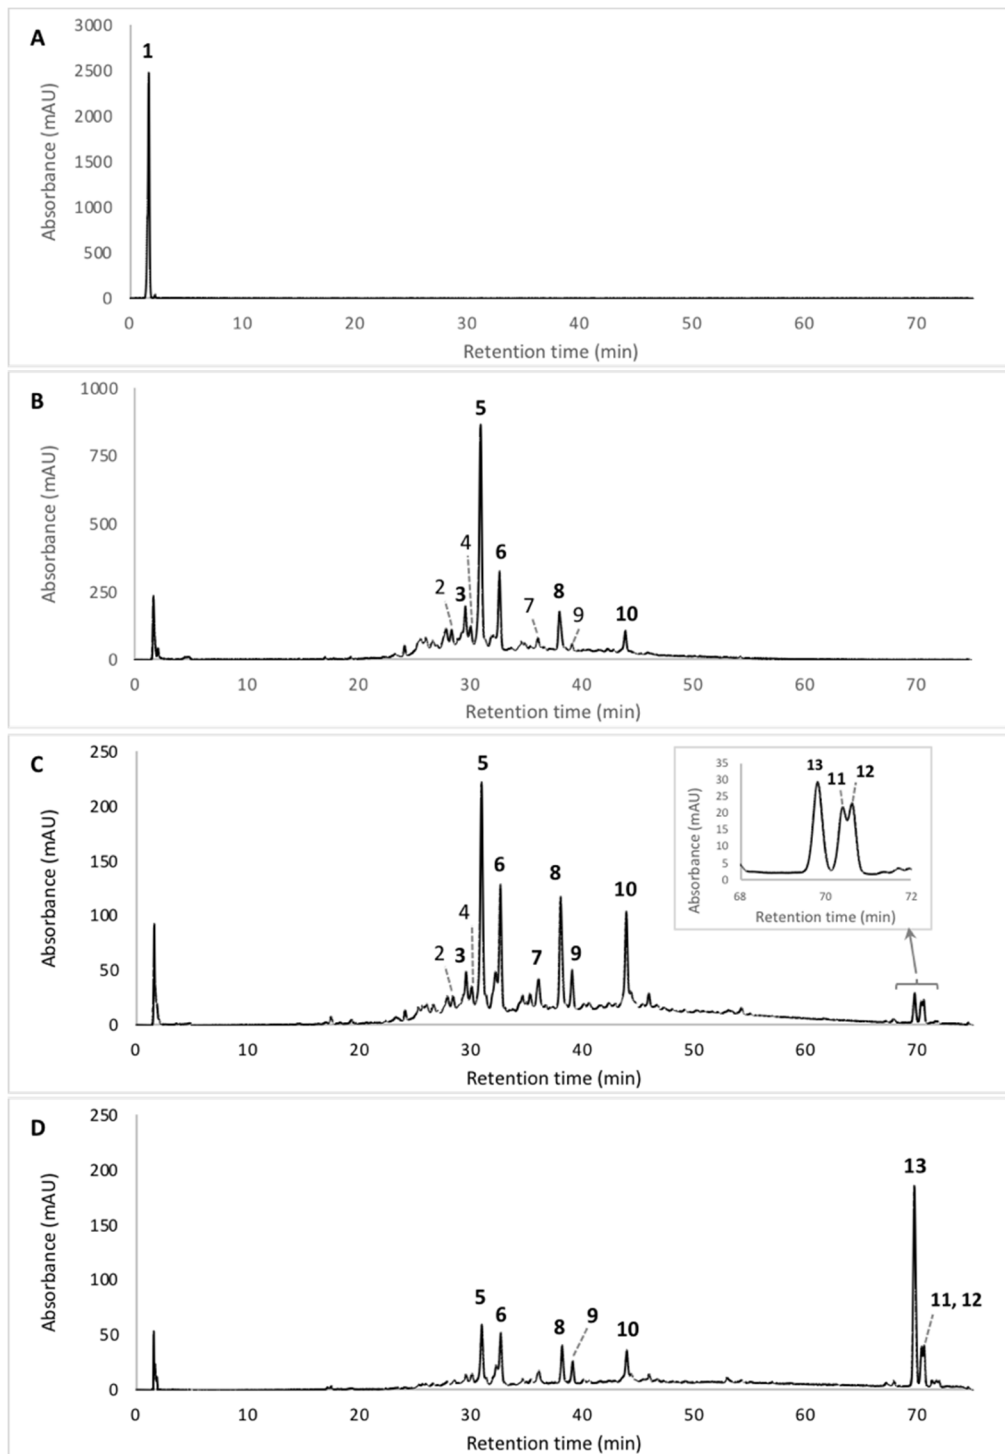 A
3000
1
2500
2000
1500
1000
500
0
Absorbance (mAU)
0 10 20 30 40 50 60 70
Retention time (min)
B
1000
5
750
4
500
6
2 3 8
250
7 9 10
0
Absorbance (mAU)
0 10 20 30 40 50 60 70
Retention time (min)
C
250
5
200
6 8
150
10
4
100
2 3 7 9
50
0
Absorbance (mAU)
0 10 20 30 40 50 60 70
Retention time (min)
35
13
30
11 12
25
20
15
10
5
0
Absorbance (mAU)
68 70 72
Retention time (min)
D
250
200
13
150
100
5 6 8 9 10 11, 12
50
0
Absorbance (mAU)
0 10 20 30 40 50 60 70
Retention time (min)